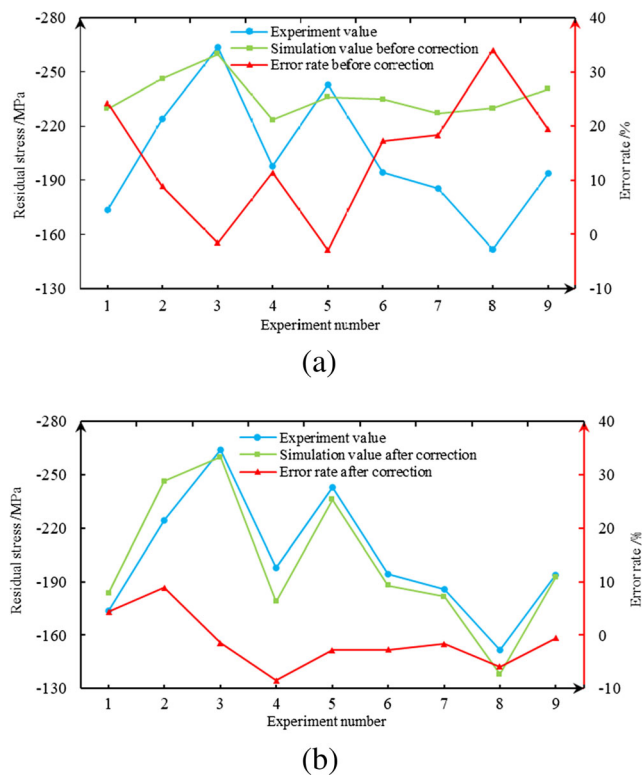 -280
-250
-220
-190
-160
-130
Residual stress /MPa
Experiment value
Simulation value before correction
Error rate before correction
40
30
20
10
0
-10
Error rate /%
1 2 3 4 5 6 7 8 9
Experiment number
(a)
-280
-250
-220
-190
-160
-130
Residual stress /MPa
Experiment value
Simulation value after correction
Error rate after correction
40
30
20
10
0
-10
Error rate /%
1 2 3 4 5 6 7 8 9
Experiment number
(b)